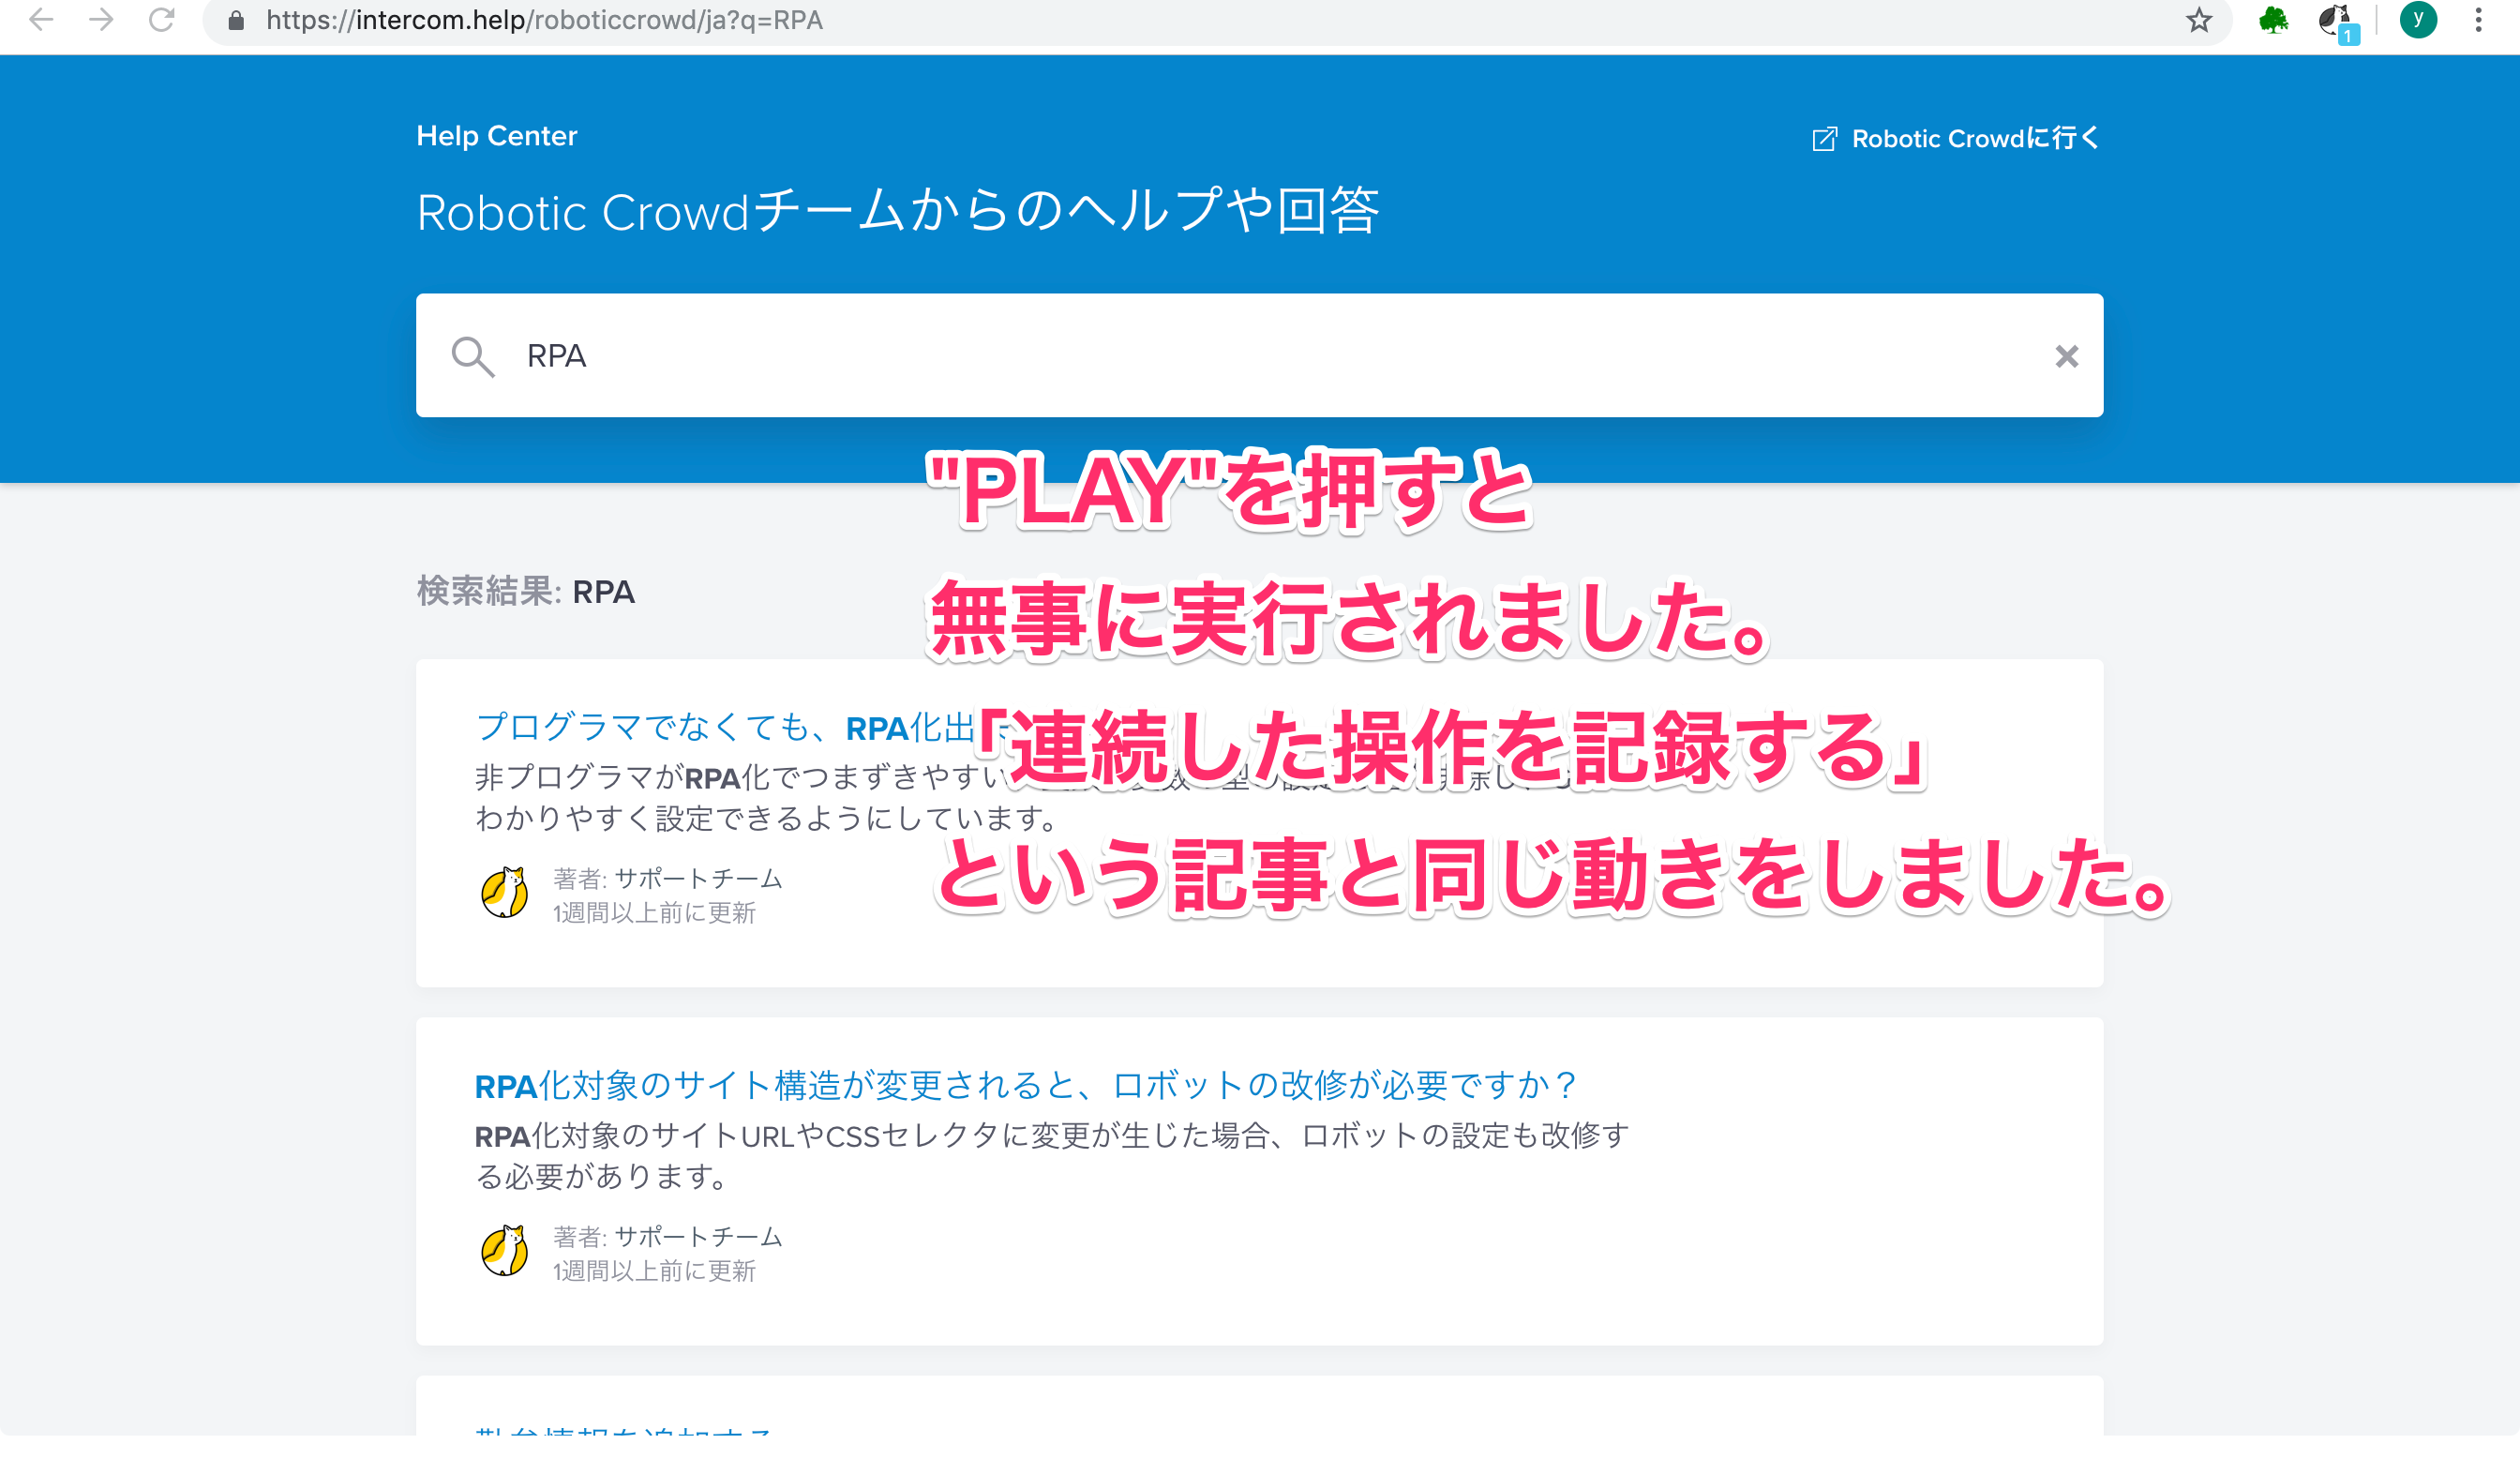 https://intercom.help/roboticcrowd/ja?q=RPA
1
y
Help Center
Robotic Crowdに行く
Robotic Crowdチームからのヘルプや回答
RPA
"PLAY"を押すと
無事に実行されました。
「連続した操作を記録する」
という記事と同じ動きをしました。
検索結果: RPA
プログラマでなくても、RPA化出
非プログラマがRPA化でつまずきやすい
わかりやすく設定できるようにしています。
著者: サポートチーム
1週間以上前に更新
RPA化対象のサイト構造が変更されると、ロボットの改修が必要ですか？
RPA化対象のサイトURLやCSSセレクタに変更が生じた場合、ロボットの設定も改修す
る必要があります。
著者: サポートチーム
1週間以上前に更新